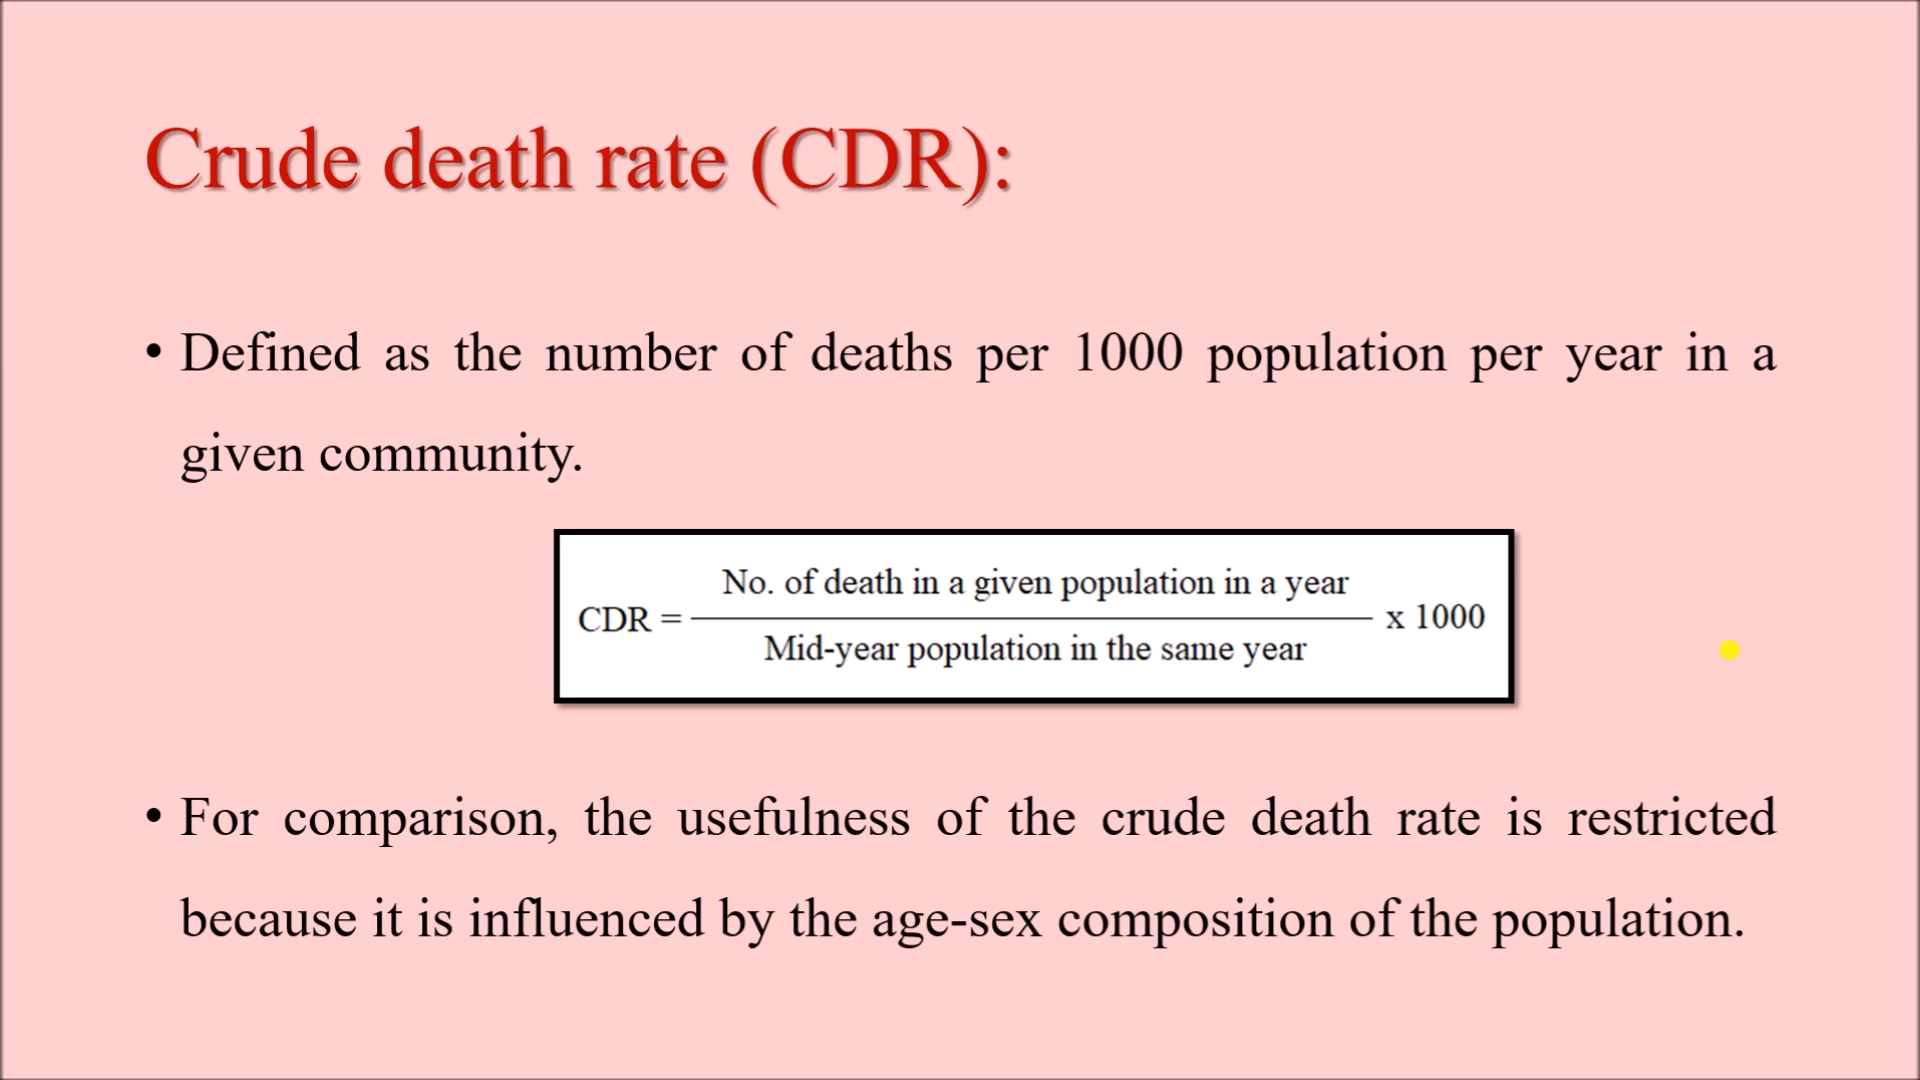 Crude death rate (CDR):
• Defined as the number of deaths per 1000 population per year in a
given community.
No. of death in a given population in a year
CDR = x 1000
Mid-year population in the same year
• For comparison, the usefulness of the crude death rate is restricted
because it is influenced by the age-sex composition of the population.